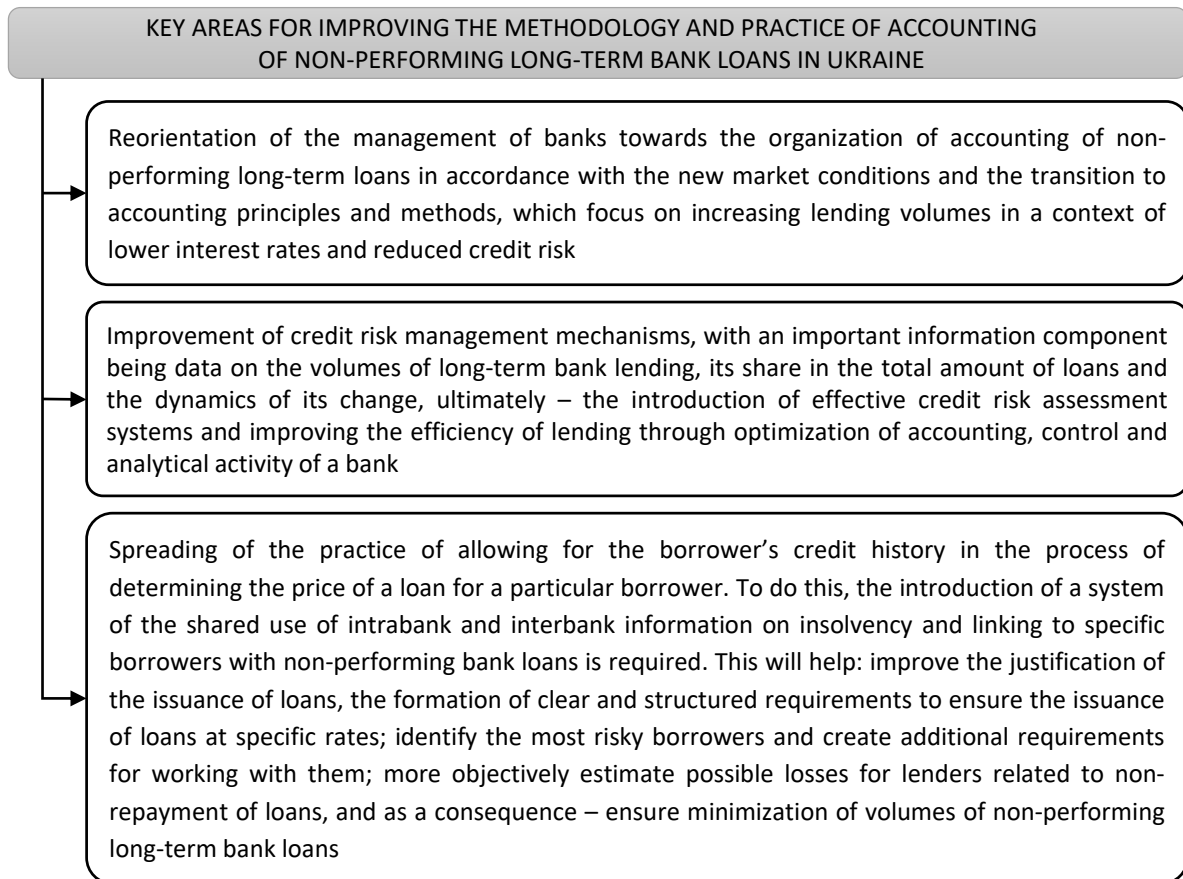 KEY AREAS FOR IMPROVING THE METHODOLOGY AND PRACTICE OF ACCOUNTING
OF NON-PERFORMING LONG-TERM BANK LOANS IN UKRAINE
Reorientation of the management of banks towards the organization of accounting of non-
performing long-term loans in accordance with the new market conditions and the transition to
accounting principles and methods, which focus on increasing lending volumes in a context of
lower interest rates and reduced credit risk
Improvement of credit risk management mechanisms, with an important information component
being data on the volumes of long-term bank lending, its share in the total amount of loans and
the dynamics of its change, ultimately – the introduction of effective credit risk assessment
systems and improving the efficiency of lending through optimization of accounting, control and
analytical activity of a bank
Spreading of the practice of allowing for the borrower’s credit history in the process of
determining the price of a loan for a particular borrower. To do this, the introduction of a system
of the shared use of intrabank and interbank information on insolvency and linking to specific
borrowers with non-performing bank loans is required. This will help: improve the justification of
the issuance of loans, the formation of clear and structured requirements to ensure the issuance
of loans at specific rates; identify the most risky borrowers and create additional requirements
for working with them; more objectively estimate possible losses for lenders related to non-
repayment of loans, and as a consequence – ensure minimization of volumes of non-performing
long-term bank loans